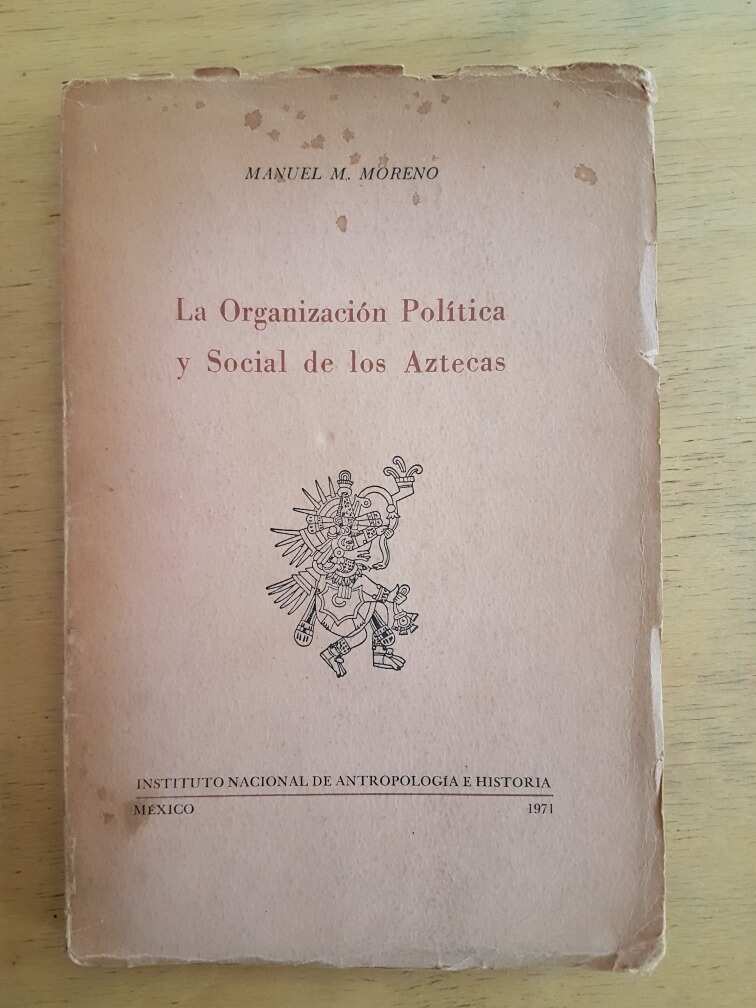 MANUEL M. MORENO
La Organización Política
y Social de los Aztecas
INSTITUTO NACIONAL DE ANTROPOLOGÍA E HISTORIA
MÉXICO 1971